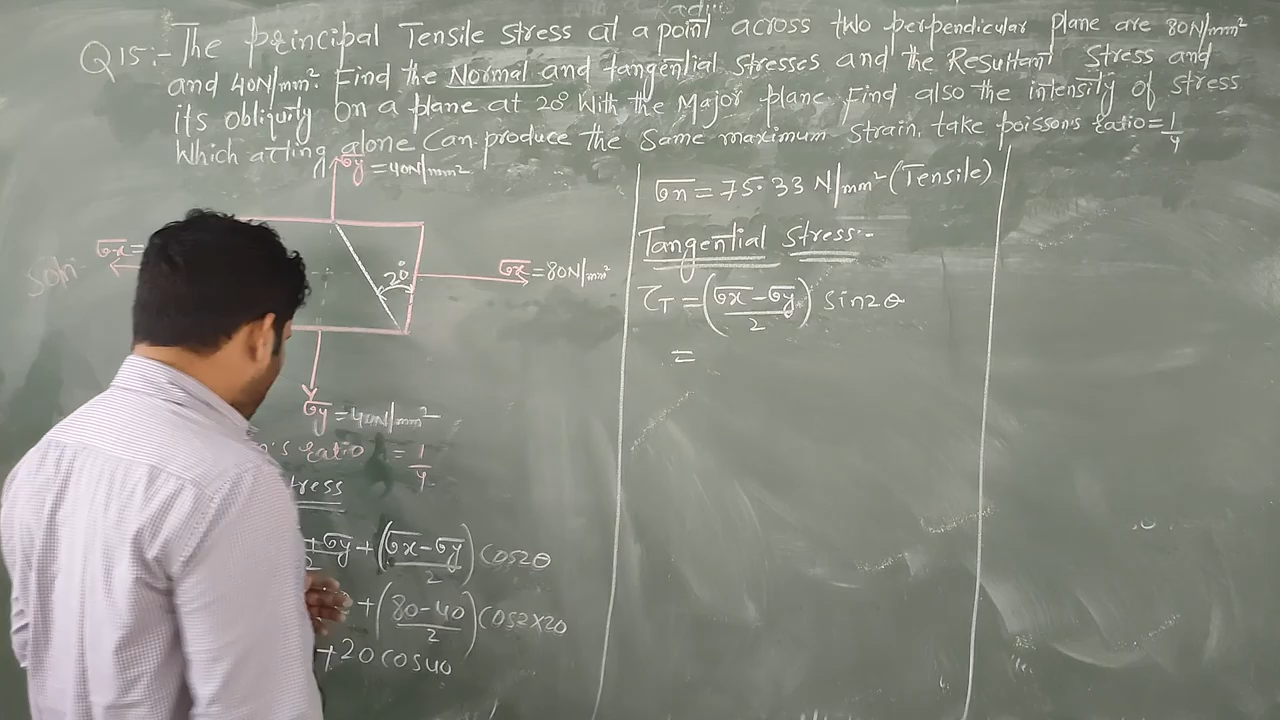 Radius
Q15:- The principal Tensile stress at a point across two perpendicular plane are 80N/mm²
and 40N/mm². Find the Normal and tangential stresses and the Resultant Stress and
its obliquity on a plane at 20° With the Major plane. Find also the intensity of stress
Which acting alone Can produce the same maximum strain, take poissons ratio=1/4
σy = 40N/mm²
Soln-
σx =
20°
σx = 80N/mm²
σy = 40N/mm²
's ratio = 1/4
tress
+σy/2 + (σx-σy/2) cos2θ
+ (80-40/2) cos2×20
+20 cos40
σn = 75.33 N/mm² (Tensile)
Tangential stress:-
τT = (σx-σy/2) sin2θ
=